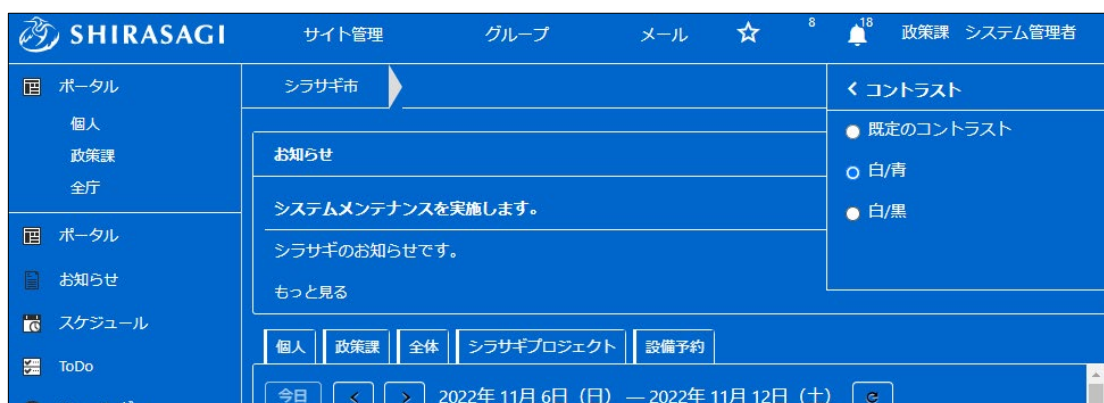 SHIRASAGI サイト管理 グループ メール ☆ 8 18 政策課 システム管理者
ポータル
個人
政策課
全庁
ポータル
お知らせ
スケジュール
ToDo
シラサギ市
お知らせ
システムメンテナンスを実施します。
シラサギのお知らせです。
もっと見る
個人 政策課 全体 シラサギプロジェクト 設備予約
今日 < > 2022年 11月 6日（日） — 2022年 11月 12日（土）
< コントラスト
既定のコントラスト
白/青
白/黒